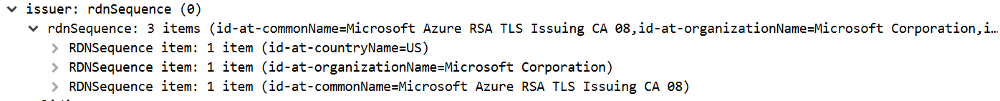 issuer: rdnSequence (0)
rdnSequence: 3 items (id-at-commonName=Microsoft Azure RSA TLS Issuing CA 08,id-at-organizationName=Microsoft Corporation,i…
RDNSequence item: 1 item (id-at-countryName=US)
RDNSequence item: 1 item (id-at-organizationName=Microsoft Corporation)
RDNSequence item: 1 item (id-at-commonName=Microsoft Azure RSA TLS Issuing CA 08)